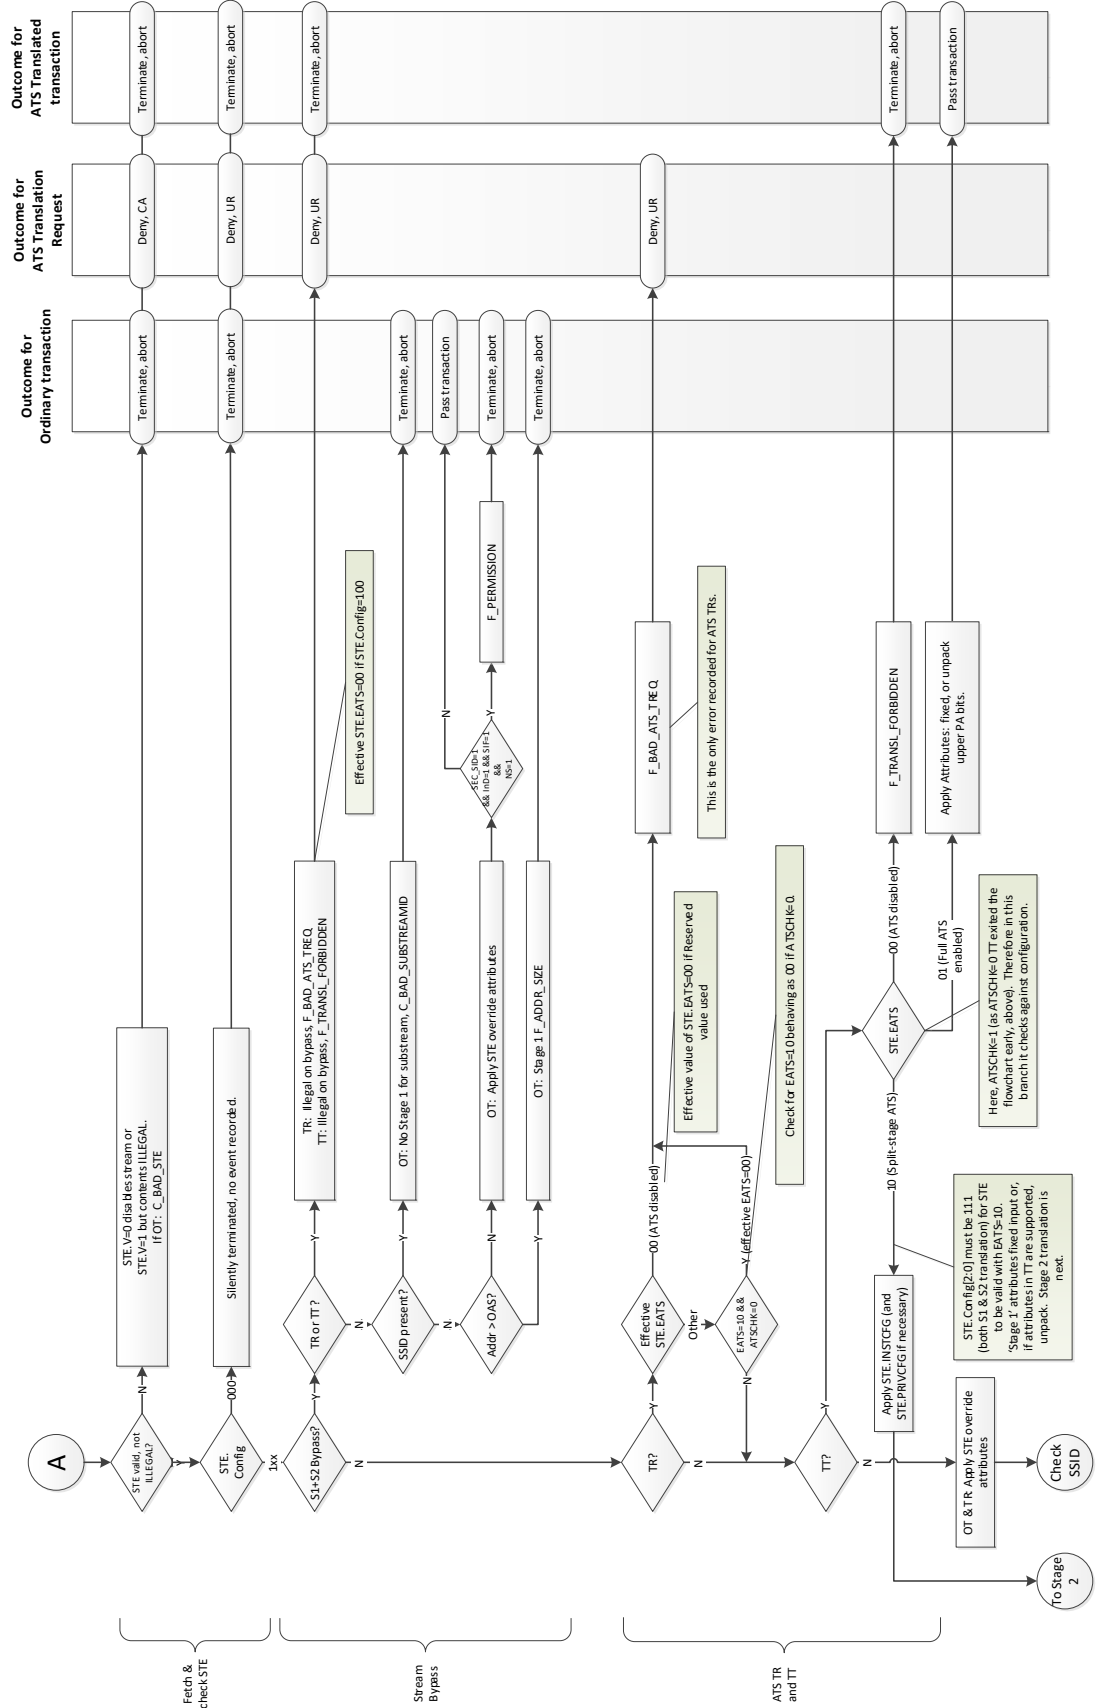 Outcome for
Ordinary transaction
Outcome for
ATS Translation
Request
Outcome for
ATS Translated
transaction
Fetch &
check STE
A
STE valid, not
ILLEGAL?
N
STE.V=0 disables stream or
STE.V=1 but contents ILLEGAL.
If OT: C_BAD_STE
Terminate, abort
Deny, CA
Terminate, abort
Y
STE.
Config
000
Silently terminated, no event recorded.
Terminate, abort
Deny, UR
Terminate, abort
1xx
Stream
Bypass
S1+S2 Bypass?
Y
TR or TT ?
Y
TR: Illegal on bypass, F_BAD_ATS_TREQ
TT: Illegal on bypass, F_TRANSL_FORBIDDEN
Deny, UR
Terminate, abort
Effective STE.EATS=00 if STE.Config=100
N
N
SSID present?
Y
OT: No Stage 1 for substream, C_BAD_SUBSTREAMID
Terminate, abort
N
Addr > OAS?
N
OT: Apply STE override attributes
SEC_SID=1
&& InD=1 && SIF=1
&&
NS=1
N
Pass transaction
Y
F_PERMISSION
Terminate, abort
Y
OT: Stage 1 F_ADDR_SIZE
Terminate, abort
ATS TR
and TT
TR?
Y
Effective
STE.EATS
00 (ATS disabled)
F_BAD_ATS_TREQ
Deny, UR
Effective value of STE.EATS=00 if Reserved
value used
This is the only error recorded for ATS TRs.
Other
N
N
EATS=10 &&
ATSCHK=0
Y (effective EATS=00)
Check for EATS=10 behaving as 00 if ATSCHK=0.
TT?
Y
N
STE.EATS
00 (ATS disabled)
F_TRANSL_FORBIDDEN
Terminate, abort
01 (Full ATS
enabled)
Apply Attributes: fixed, or unpack
upper PA bits.
Pass transaction
10 (Split-stage ATS)
Apply STE.INSTCFG (and
STE.PRIVCFG if necessary)
Here, ATSCHK=1 (as ATSCHK=0 TT exited the
flowchart early, above). Therefore in this
branch it checks against configuration.
STE.Config[2:0] must be 111
(both S1 & S2 translation) for STE
to be valid with EATS=10.
'Stage 1' attributes fixed input or,
if attributes in TT are supported,
unpack. Stage 2 translation is
next.
OT & TR: Apply STE override
attributes
To Stage
2
Check
SSID